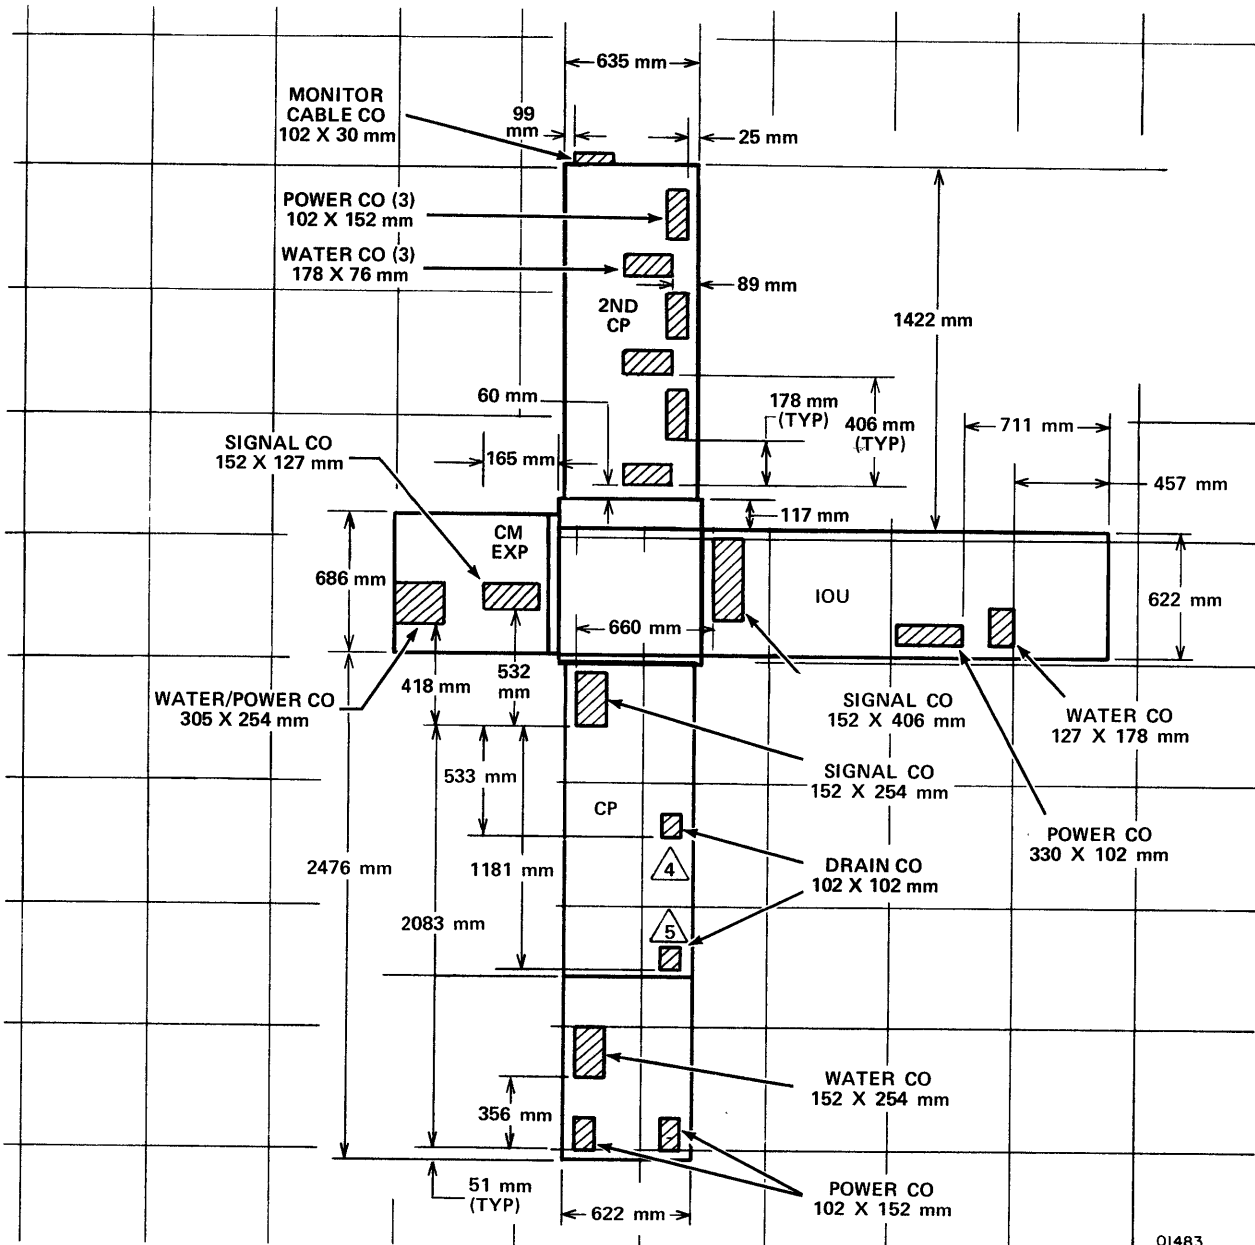 635 mm
MONITOR
CABLE CO
102 X 30 mm
99
mm
25 mm
POWER CO (3)
102 X 152 mm
WATER CO (3)
178 X 76 mm
89 mm
2ND
CP
1422 mm
60 mm
178 mm
(TYP)
406 mm
(TYP)
711 mm
SIGNAL CO
152 X 127 mm
165 mm
457 mm
117 mm
CM
EXP
686 mm
IOU
622 mm
660 mm
418 mm
532
mm
WATER/POWER CO
305 X 254 mm
SIGNAL CO
152 X 406 mm
WATER CO
127 X 178 mm
533 mm
SIGNAL CO
152 X 254 mm
CP
POWER CO
330 X 102 mm
2476 mm
1181 mm
4
DRAIN CO
102 X 102 mm
2083 mm
5
WATER CO
152 X 254 mm
356 mm
51 mm
(TYP)
POWER CO
102 X 152 mm
622 mm
01483